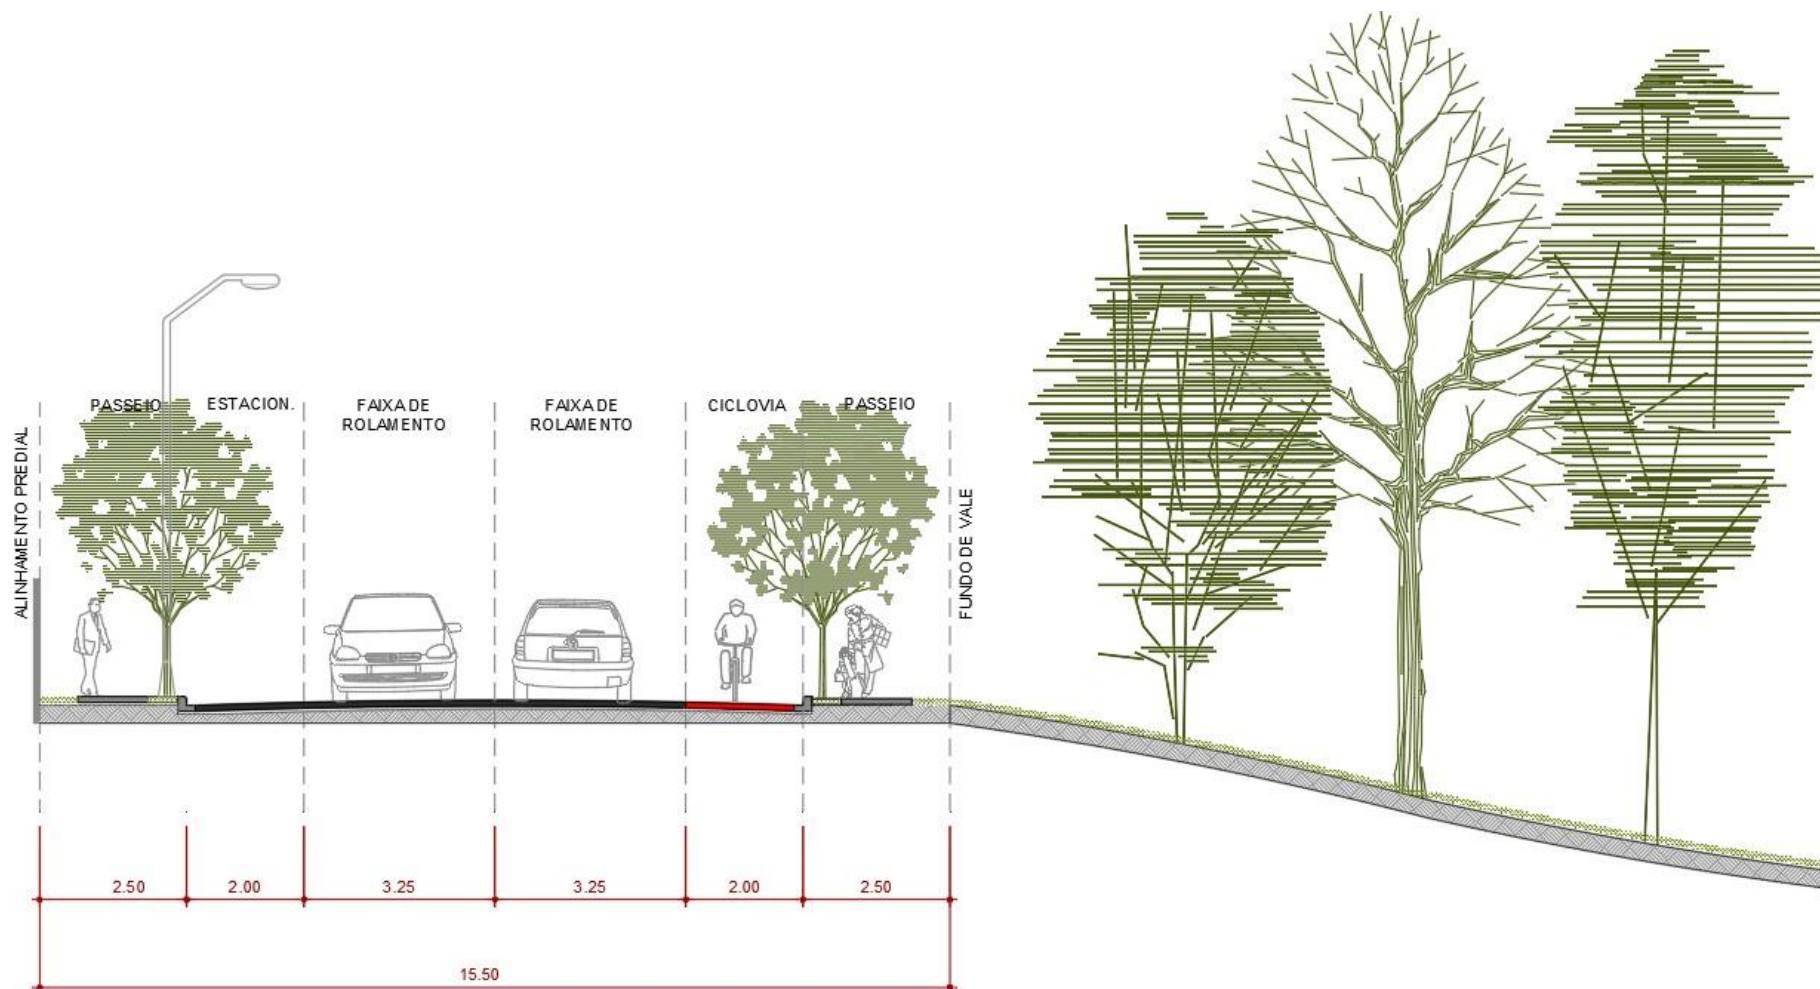 PASSEIO
ESTACION.
FAIXA DE
ROLAMENTO
FAIXA DE
ROLAMENTO
CICLOVIA
PASSEIO
ALINHAMENTO PREDIAL
FUNDO DE VALE
2.50
2.00
3.25
3.25
2.00
2.50
15.50